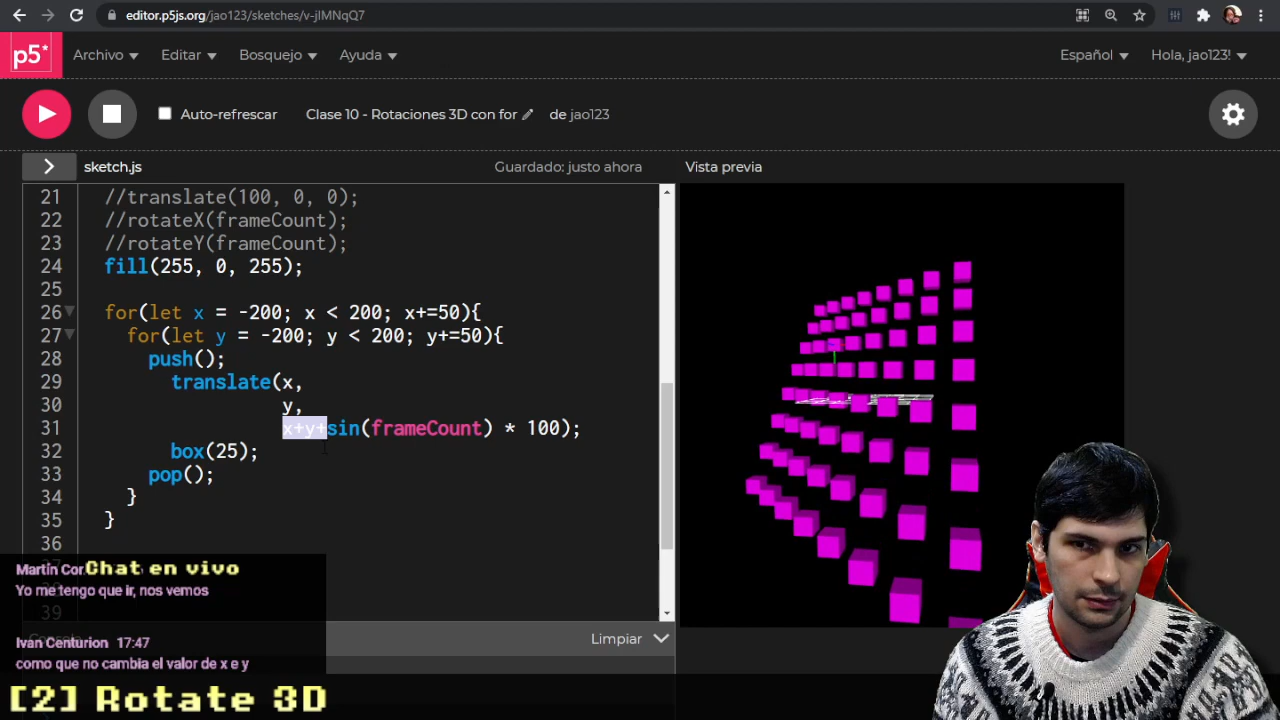 editor.p5js.org/jao123/sketches/v-jIMNqQ7
p5* Archivo Editar Bosquejo Ayuda Español Hola, jao123!
Auto-refrescar Clase 10 - Rotaciones 3D con for de jao123
sketch.js Guardado: justo ahora Vista previa
21 //translate(100, 0, 0);
22 //rotateX(frameCount);
23 //rotateY(frameCount);
24 fill(255, 0, 255);
25
26 for(let x = -200; x < 200; x+=50){
27 for(let y = -200; y < 200; y+=50){
28 push();
29 translate(x,
30 y,
31 x+y+sin(frameCount) * 100);
32 box(25);
33 pop();
34 }
35 }
36
39
Martín Cor
Chat en vivo
Yo me tengo que ir, nos vemos
Limpiar
Ivan Centurion 17:47
como que no cambia el valor de x e y
[2] Rotate 3D